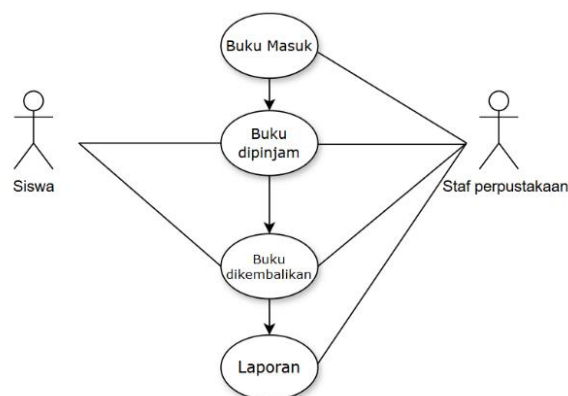 Buku Masuk
Buku
dipinjam
Siswa
Staf perpustakaan
Buku
dikembalikan
Laporan